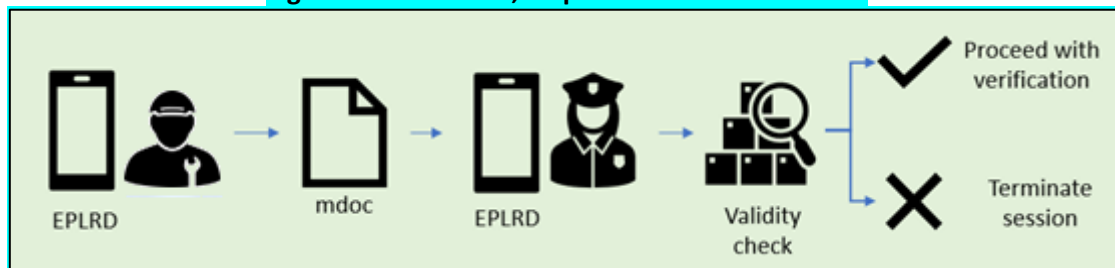 Proceed with
verification
EPLRD
mdoc
EPLRD
Validity
check
Terminate
session